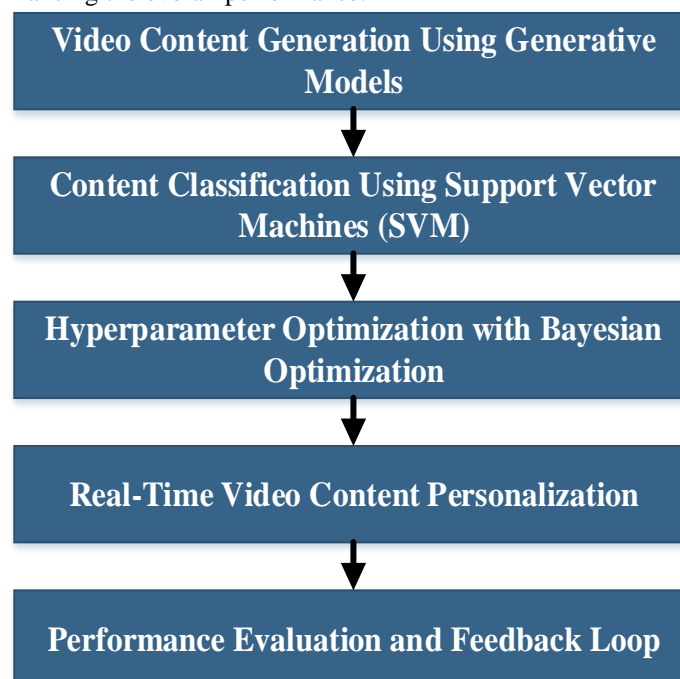 Video Content Generation Using Generative
Models
Content Classification Using Support Vector
Machines (SVM)
Hyperparameter Optimization with Bayesian
Optimization
Real-Time Video Content Personalization
Performance Evaluation and Feedback Loop